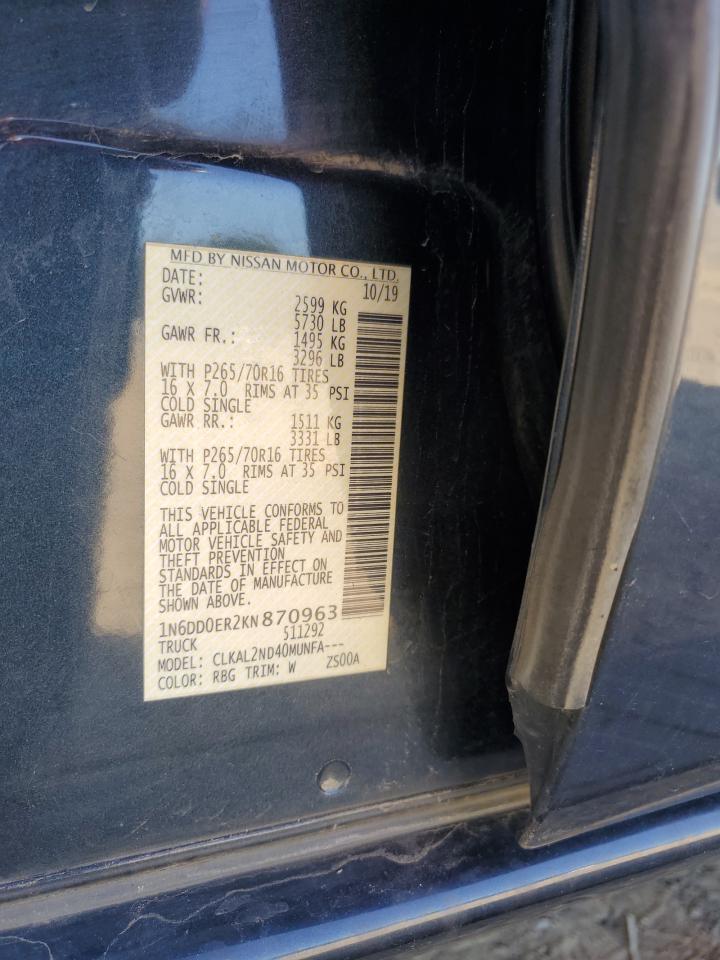 MFD BY NISSAN MOTOR CO., LTD.
DATE: 10/19
GVWR: 2599 KG
5730 LB
GAWR FR.: 1495 KG
3296 LB
WITH P265/70R16 TIRES
16 X 7.0 RIMS AT 35 PSI
COLD SINGLE
GAWR RR.: 1511 KG
3331 LB
WITH P265/70R16 TIRES
16 X 7.0 RIMS AT 35 PSI
COLD SINGLE
THIS VEHICLE CONFORMS TO
ALL APPLICABLE FEDERAL
MOTOR VEHICLE SAFETY AND
THEFT PREVENTION
STANDARDS IN EFFECT ON
THE DATE OF MANUFACTURE
SHOWN ABOVE.
1N6DD0ER2KN870963
TRUCK 511292
MODEL: CLKAL2ND40MUNFA---
COLOR: RBG TRIM: W ZS00A